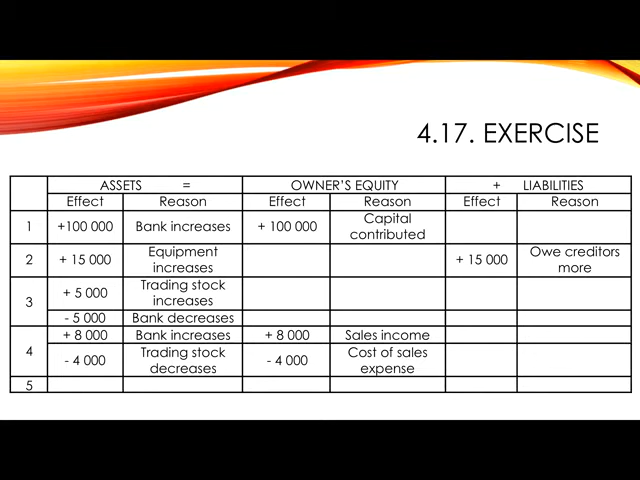 4.17. EXERCISE
ASSETS = OWNER'S EQUITY + LIABILITIES
Effect Reason Effect Reason Effect Reason
1 +100 000 Bank increases + 100 000 Capital contributed
2 + 15 000 Equipment increases + 15 000 Owe creditors more
3 + 5 000 Trading stock increases
- 5 000 Bank decreases
4 + 8 000 Bank increases + 8 000 Sales income
- 4 000 Trading stock decreases - 4 000 Cost of sales expense
5